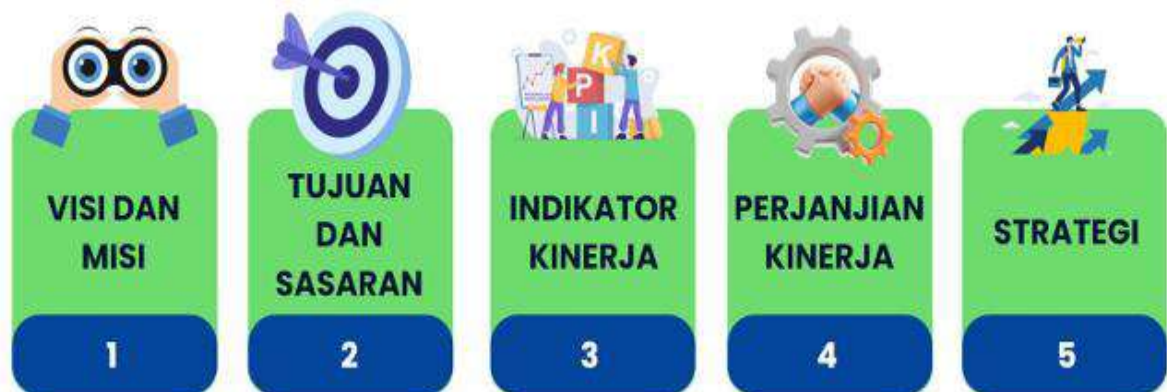 VISI DAN
MISI
1
TUJUAN
DAN
SASARAN
2
K
P
I
INDIKATOR
KINERJA
3
PERJANJIAN
KINERJA
4
STRATEGI
5